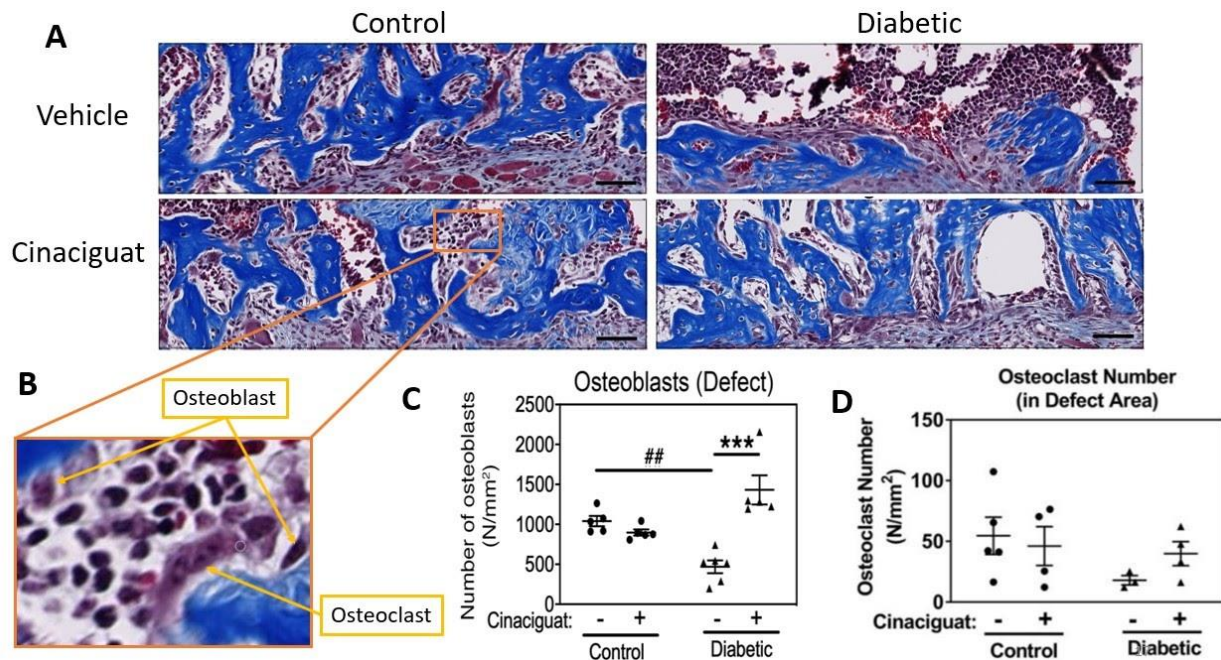 A
Control
Diabetic
Vehicle
Cinaciguat
B
Osteoblast
Osteoclast
C
Osteoblasts (Defect)
Number of osteoblasts
(N/mm²)
2500
2000
1500
1000
500
0
##
***
Cinaciguat: - + - +
Control Diabetic
D
Osteoclast Number
(in Defect Area)
Osteoclast Number
(N/mm²)
150
100
50
0
Cinaciguat: - + - +
Control Diabetic